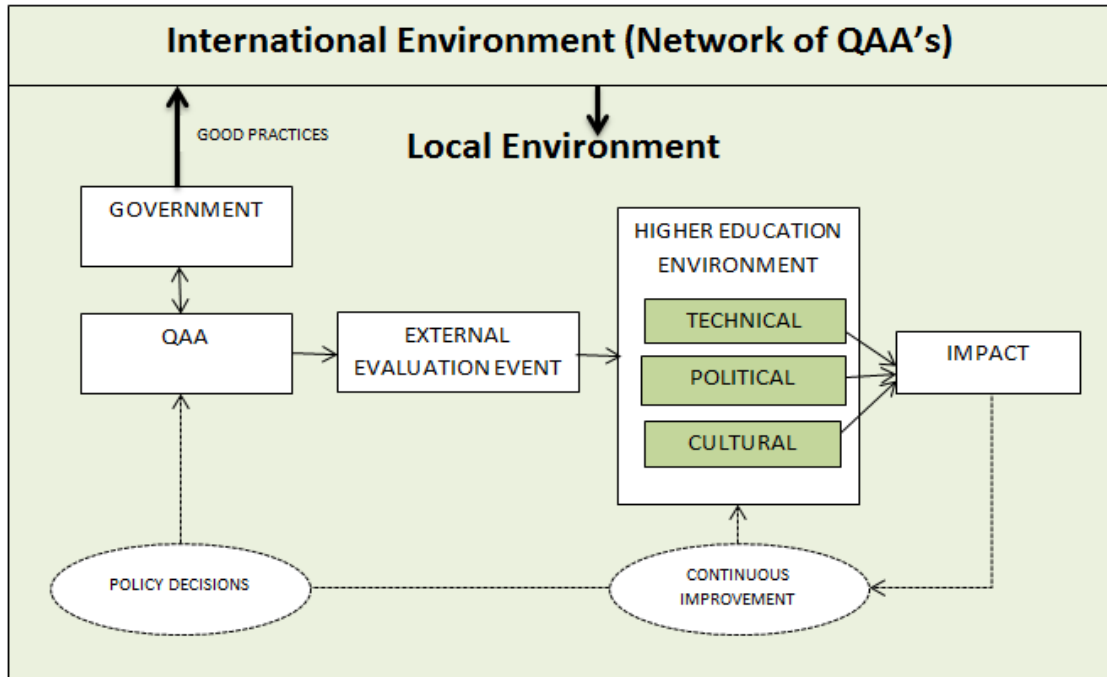 International Environment (Network of QAA's)
GOOD PRACTICES
Local Environment
GOVERNMENT
HIGHER EDUCATION
ENVIRONMENT
QAA
EXTERNAL
EVALUATION EVENT
TECHNICAL
POLITICAL
CULTURAL
IMPACT
POLICY DECISIONS
CONTINUOUS
IMPROVEMENT